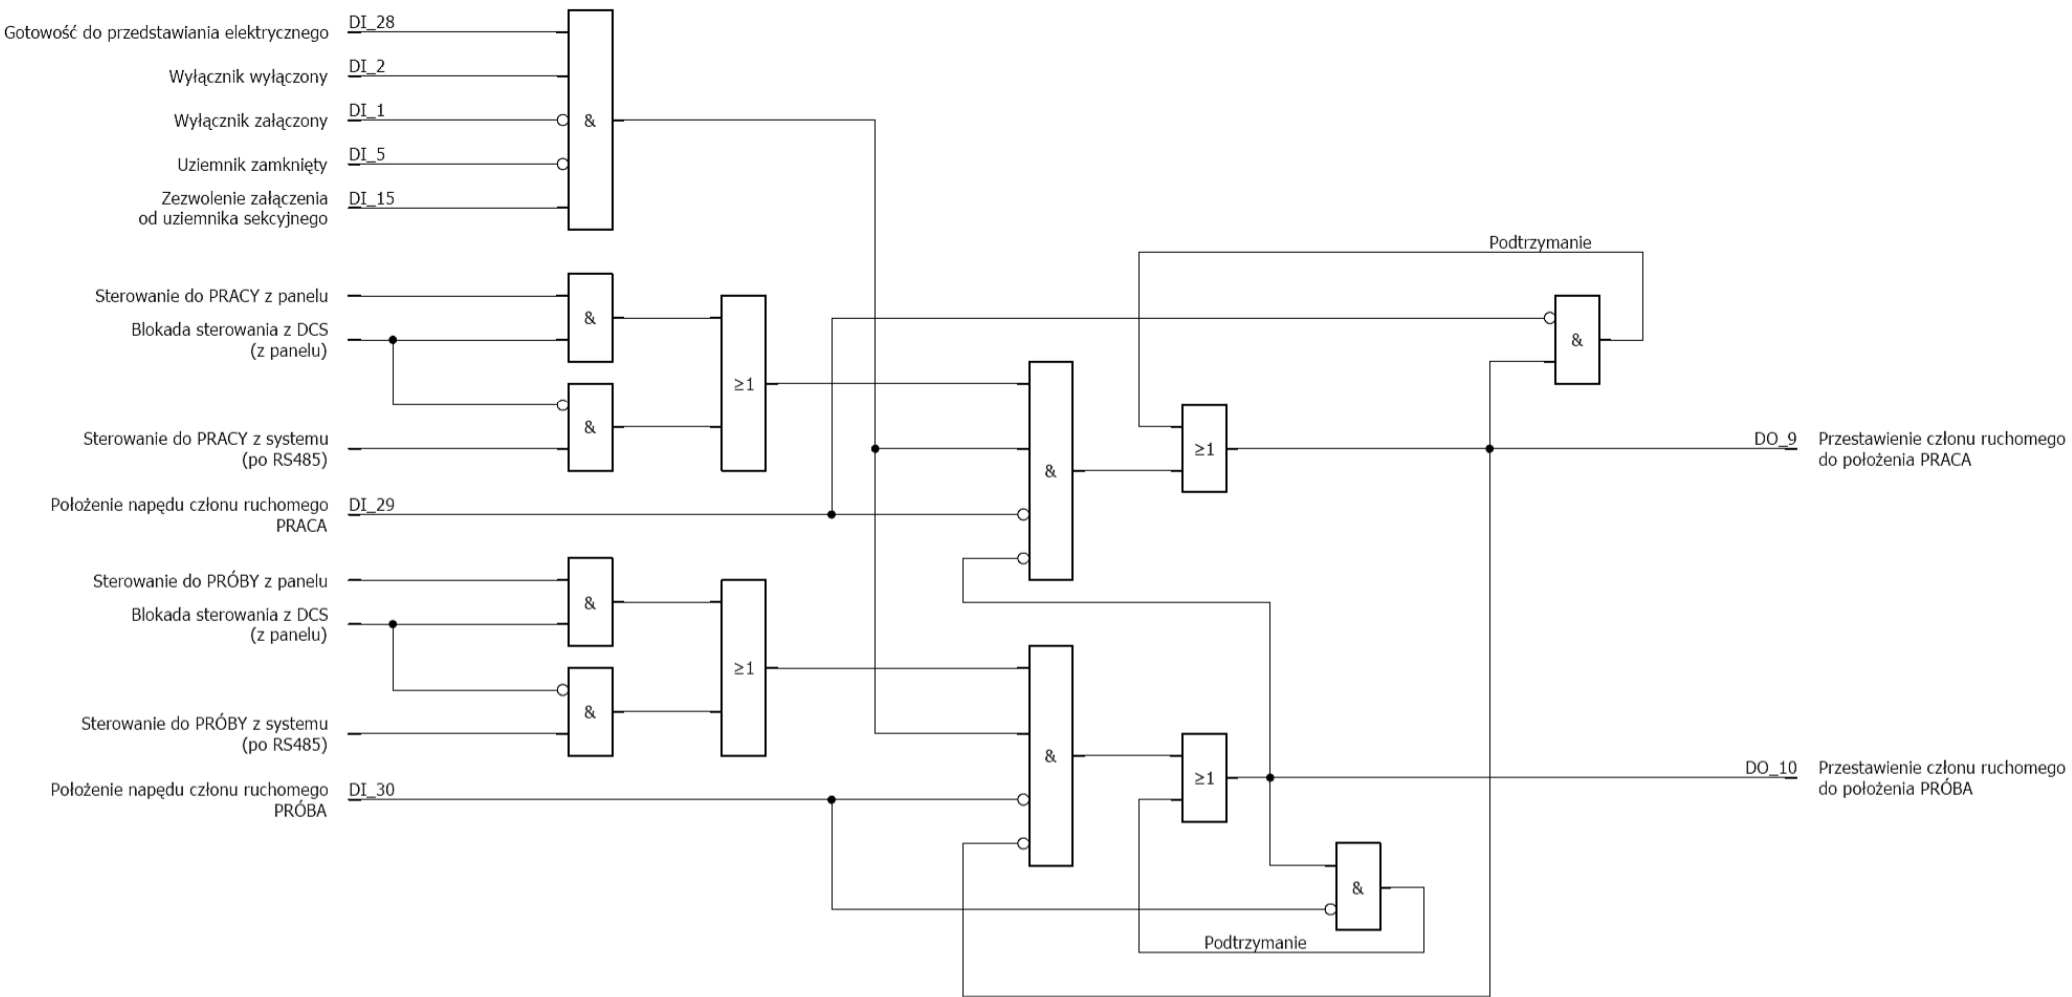 Gotowość do przedstawiania elektrycznego
DI_28
Wyłącznik wyłączony
DI_2
Wyłącznik załączony
DI_1
&
Uziemnik zamknięty
DI_5
Zezwolenie załączenia
od uziemnika sekcyjnego
DI_15
Podtrzymanie
Sterowanie do PRACY z panelu
&
Blokada sterowania z DCS
(z panelu)
&
≥1
&
Sterowanie do PRACY z systemu
(po RS485)
≥1
DO_9
Przestawienie członu ruchomego
do położenia PRACA
&
Położenie napędu członu ruchomego
PRACA
DI_29
Sterowanie do PRÓBY z panelu
&
Blokada sterowania z DCS
(z panelu)
≥1
&
Sterowanie do PRÓBY z systemu
(po RS485)
&
≥1
DO_10
Przestawienie członu ruchomego
do położenia PRÓBA
Położenie napędu członu ruchomego
PRÓBA
DI_30
&
Podtrzymanie